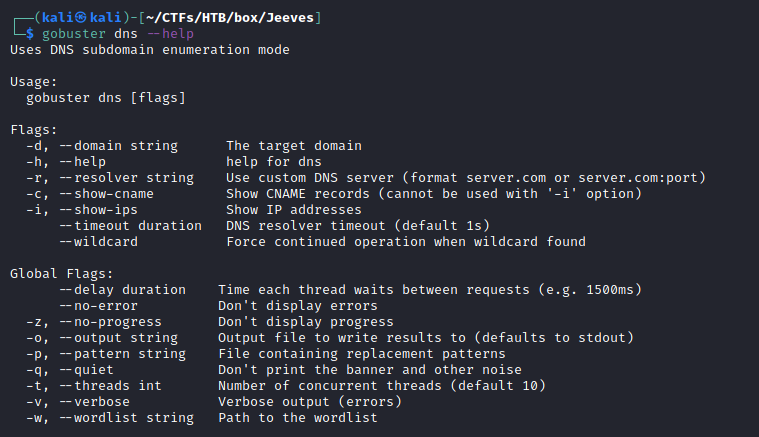 ┌──(kali㉿kali)-[~/CTFs/HTB/box/Jeeves]
└─$ gobuster dns --help
Uses DNS subdomain enumeration mode

Usage:
  gobuster dns [flags]

Flags:
  -d, --domain string      The target domain
  -h, --help               help for dns
  -r, --resolver string    Use custom DNS server (format server.com or server.com:port)
  -c, --show-cname         Show CNAME records (cannot be used with '-i' option)
  -i, --show-ips           Show IP addresses
      --timeout duration   DNS resolver timeout (default 1s)
      --wildcard           Force continued operation when wildcard found

Global Flags:
      --delay duration    Time each thread waits between requests (e.g. 1500ms)
      --no-error          Don't display errors
  -z, --no-progress       Don't display progress
  -o, --output string     Output file to write results to (defaults to stdout)
  -p, --pattern string    File containing replacement patterns
  -q, --quiet             Don't print the banner and other noise
  -t, --threads int       Number of concurrent threads (default 10)
  -v, --verbose           Verbose output (errors)
  -w, --wordlist string   Path to the wordlist